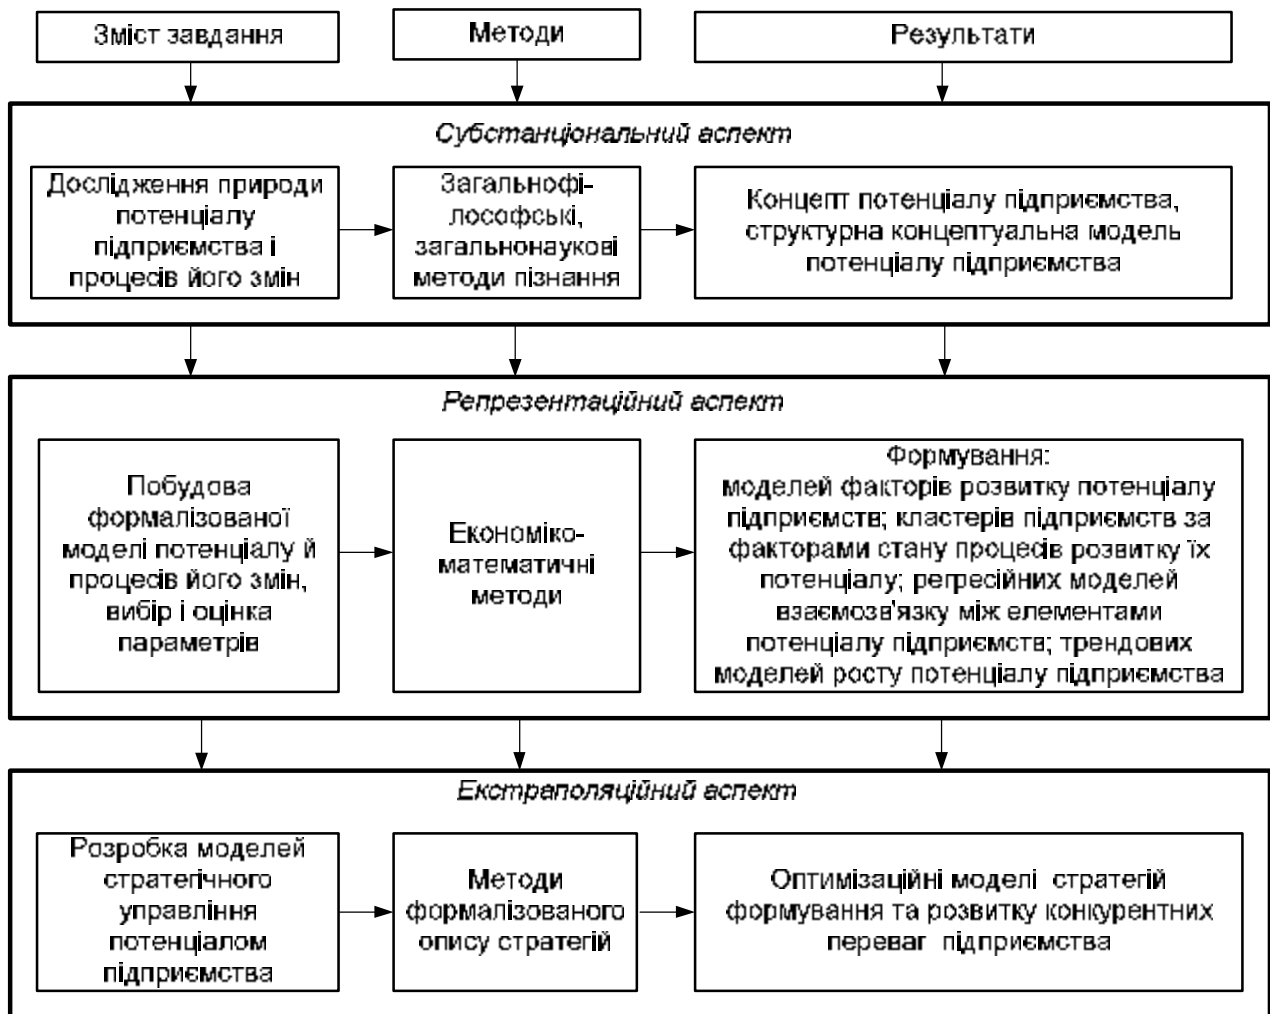 Зміст завдання
Методи
Результати
Субстанціональний аспект
Дослідження природи
потенціалу
підприємства і
процесів його змін
Загальнофі-
лософські,
загальнонаукові
методи пізнання
Концепт потенціалу підприємства,
структурна концептуальна модель
потенціалу підприємства
Репрезентаційний аспект
Побудова
формалізованої
моделі потенціалу й
процесів його змін,
вибір і оцінка
параметрів
Економіко-
математичні
методи
Формування:
моделей факторів розвитку потенціалу
підприємств; кластерів підприємств за
факторами стану процесів розвитку їх
потенціалу; регресійних моделей
взаємозв'язку між елементами
потенціалу підприємств; трендових
моделей росту потенціалу підприємства
Екстраполяційний аспект
Розробка моделей
стратегічного
управління
потенціалом
підприємства
Методи
формалізованого
опису стратегій
Оптимізаційні моделі стратегій
формування та розвитку конкурентних
переваг підприємства